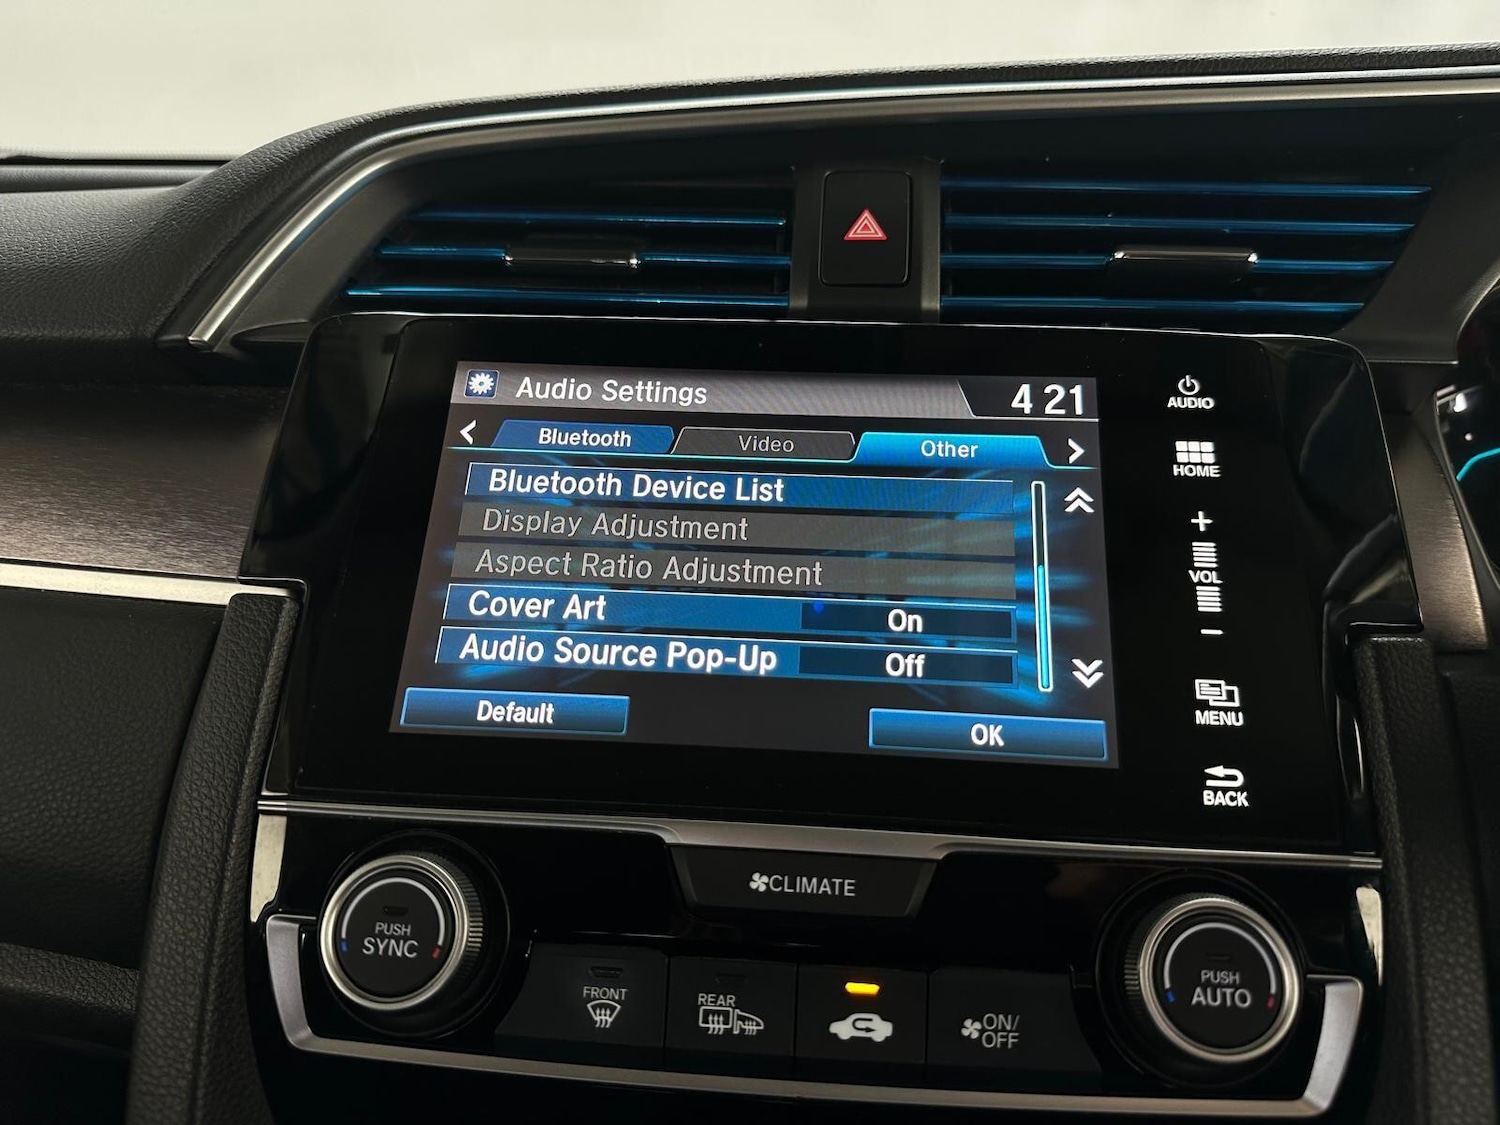 Audio Settings
4 21
Bluetooth
Video
Other
Bluetooth Device List
Display Adjustment
Aspect Ratio Adjustment
Cover Art
On
Audio Source Pop-Up
Off
Default
OK
AUDIO
HOME
+
VOL
−
MENU
BACK
CLIMATE
PUSH
SYNC
FRONT
REAR
ON/
OFF
PUSH
AUTO